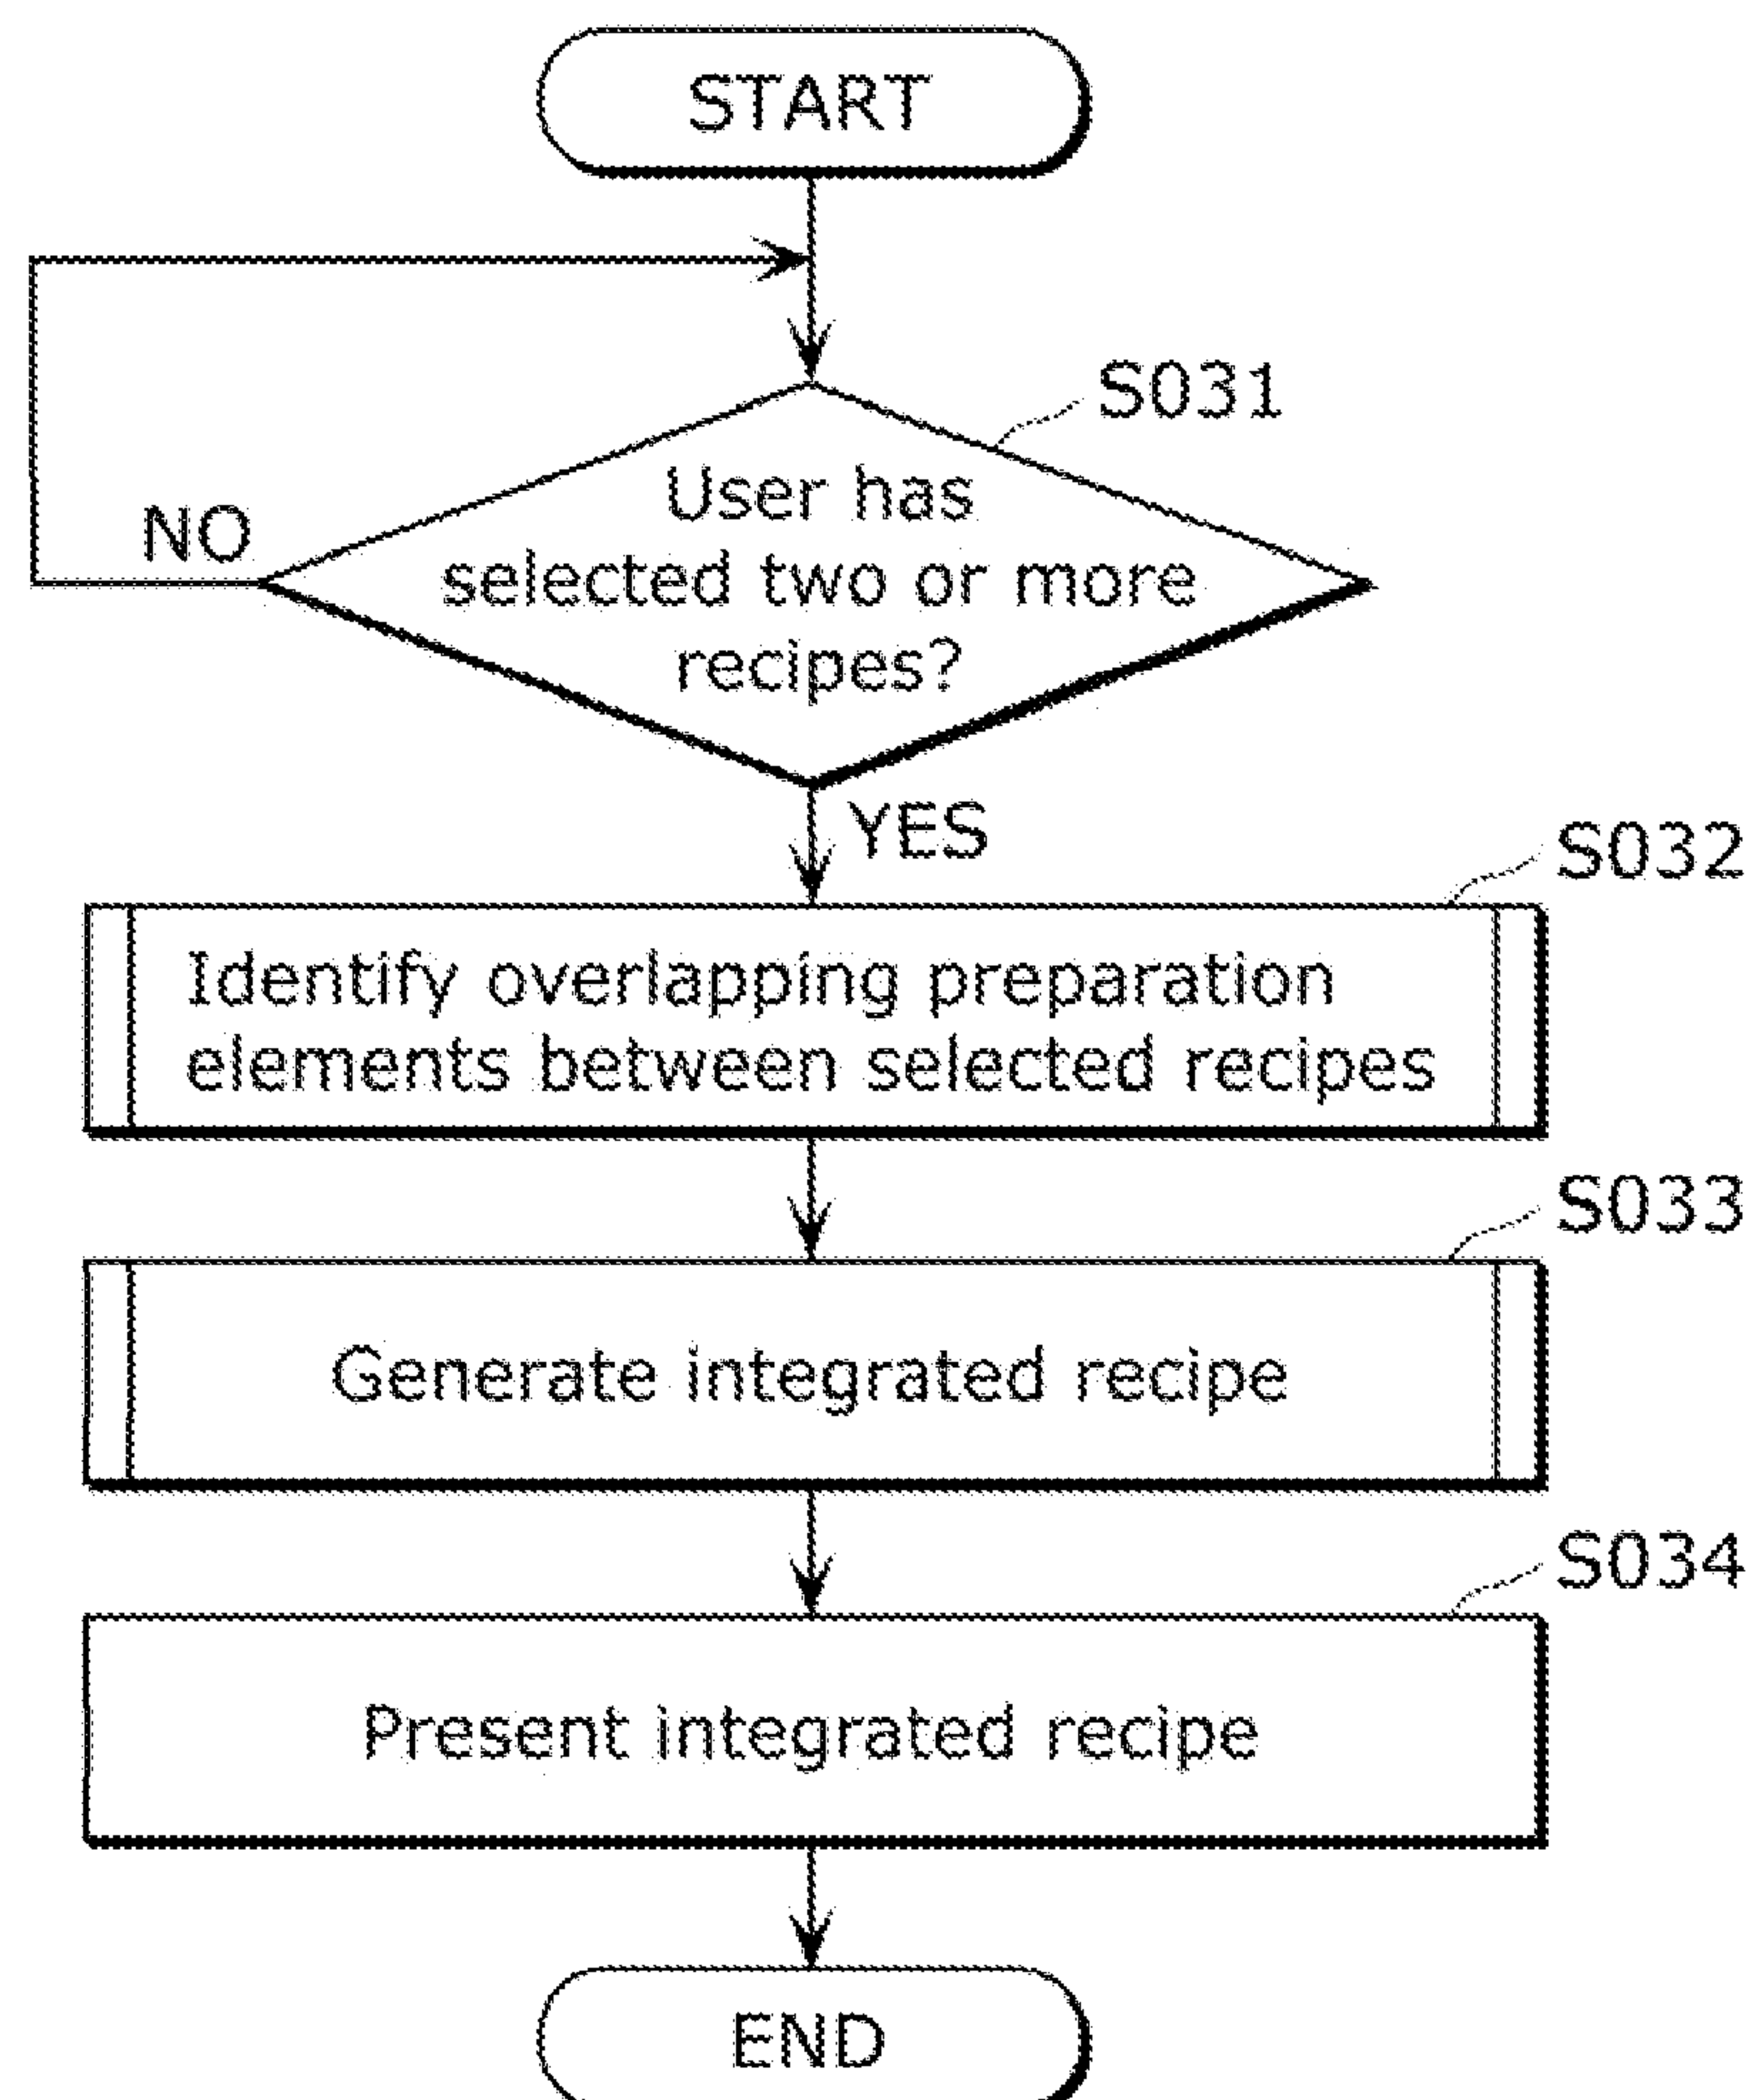 START
S031
User has
selected two or more
recipes?
NO
YES
S032
Identify overlapping preparation
elements between selected recipes
S033
Generate integrated recipe
S034
Present integrated recipe
END